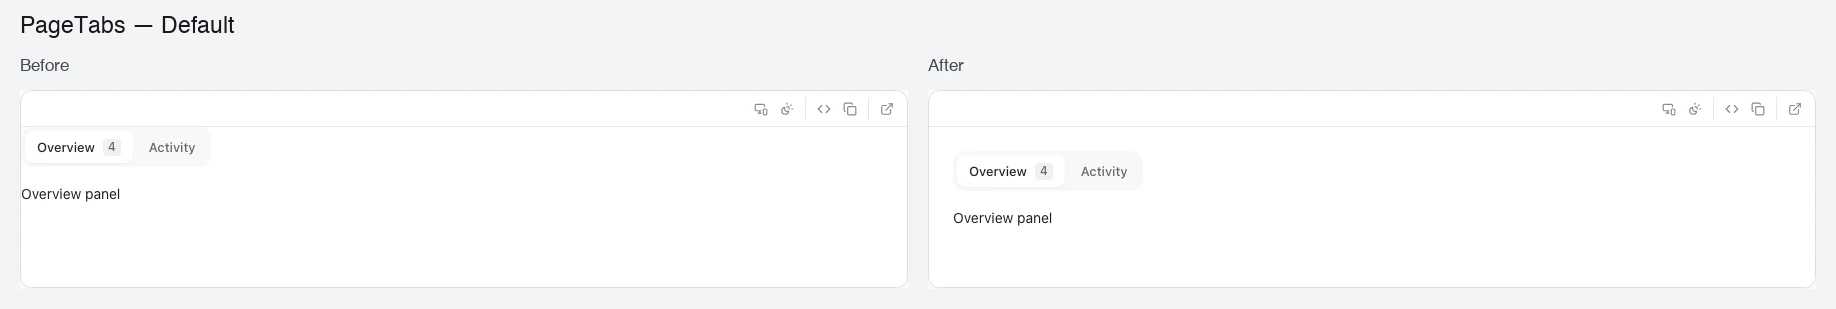 PageTabs — Default
Before
After
Overview 4 Activity
Overview panel
Overview 4 Activity
Overview panel